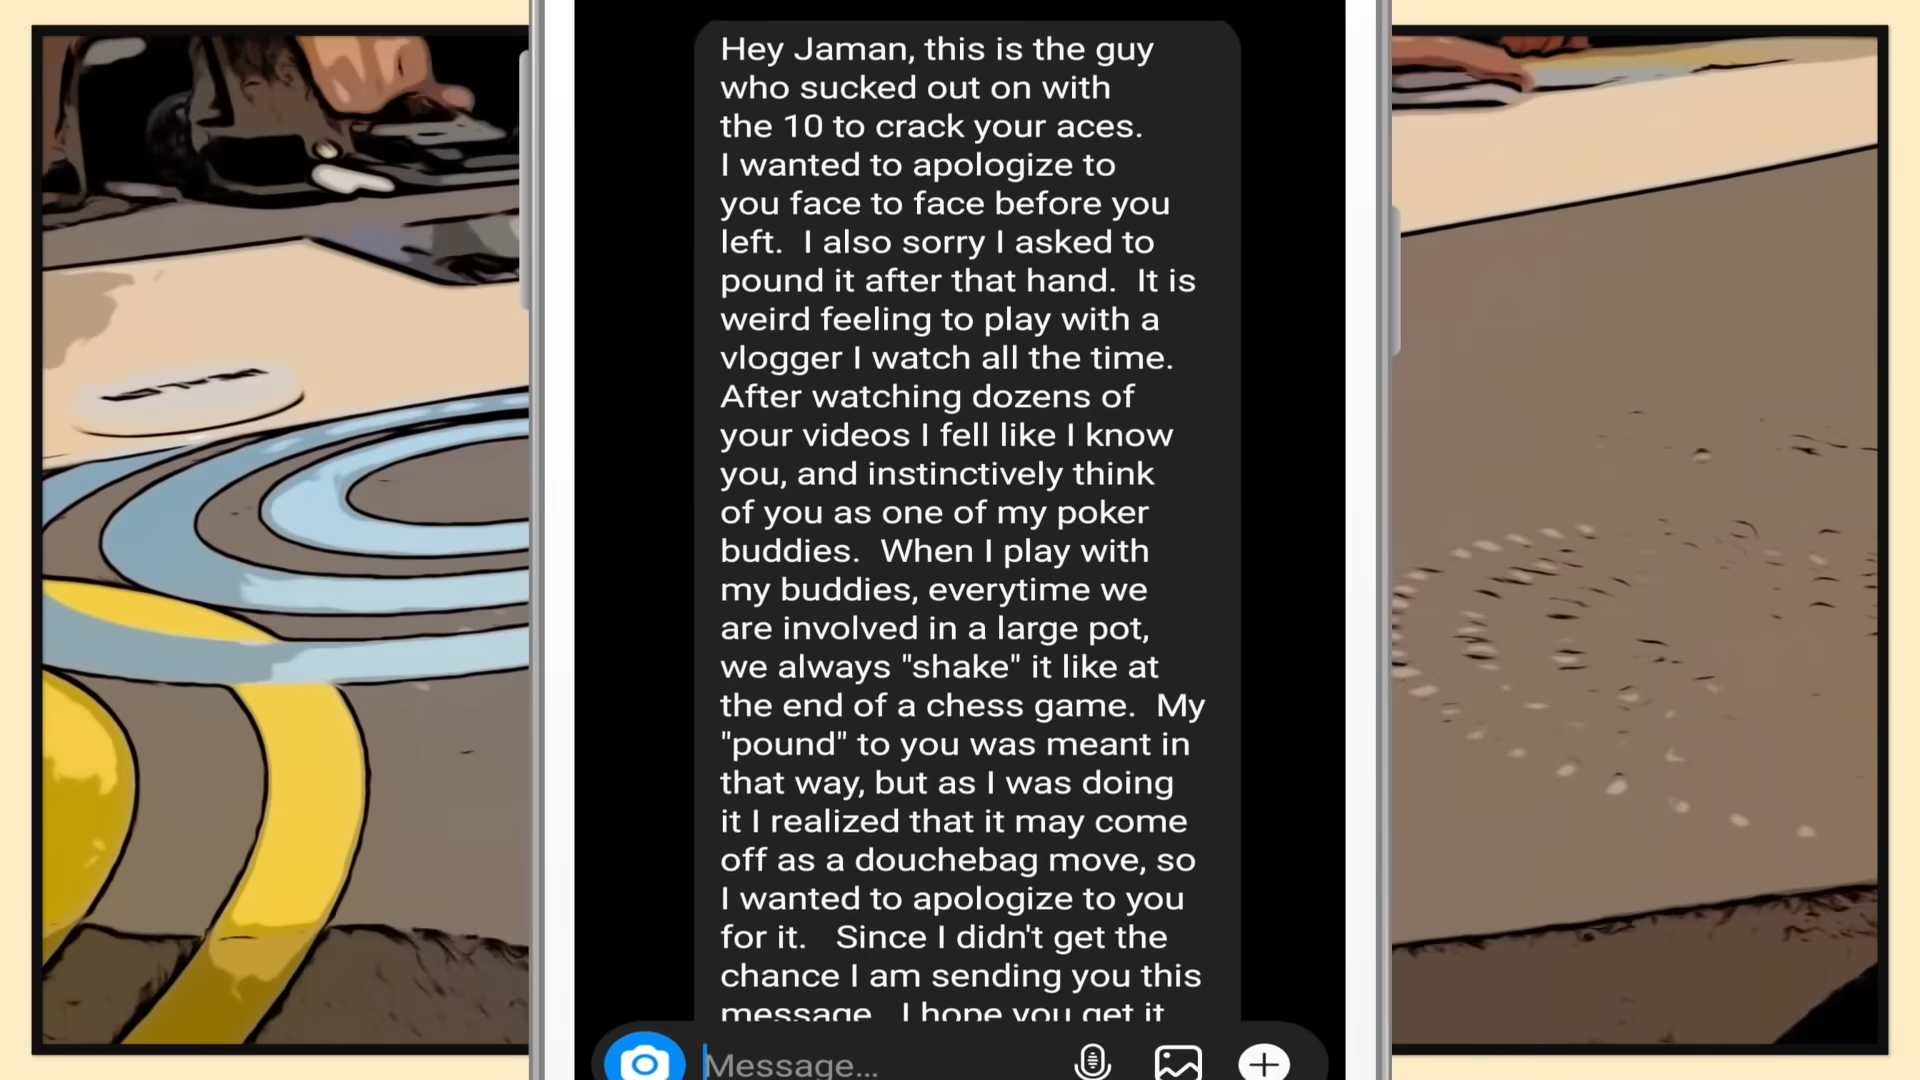 Hey Jaman, this is the guy
who sucked out on with
the 10 to crack your aces.
I wanted to apologize to
you face to face before you
left.  I also sorry I asked to
pound it after that hand.  It is
weird feeling to play with a
vlogger I watch all the time.
After watching dozens of
your videos I fell like I know
you, and instinctively think
of you as one of my poker
buddies.  When I play with
my buddies, everytime we
are involved in a large pot,
we always "shake" it like at
the end of a chess game.  My
"pound" to you was meant in
that way, but as I was doing
it I realized that it may come
off as a douchebag move, so
I wanted to apologize to you
for it.   Since I didn't get the
chance I am sending you this
message.  I hope you get it
Message...